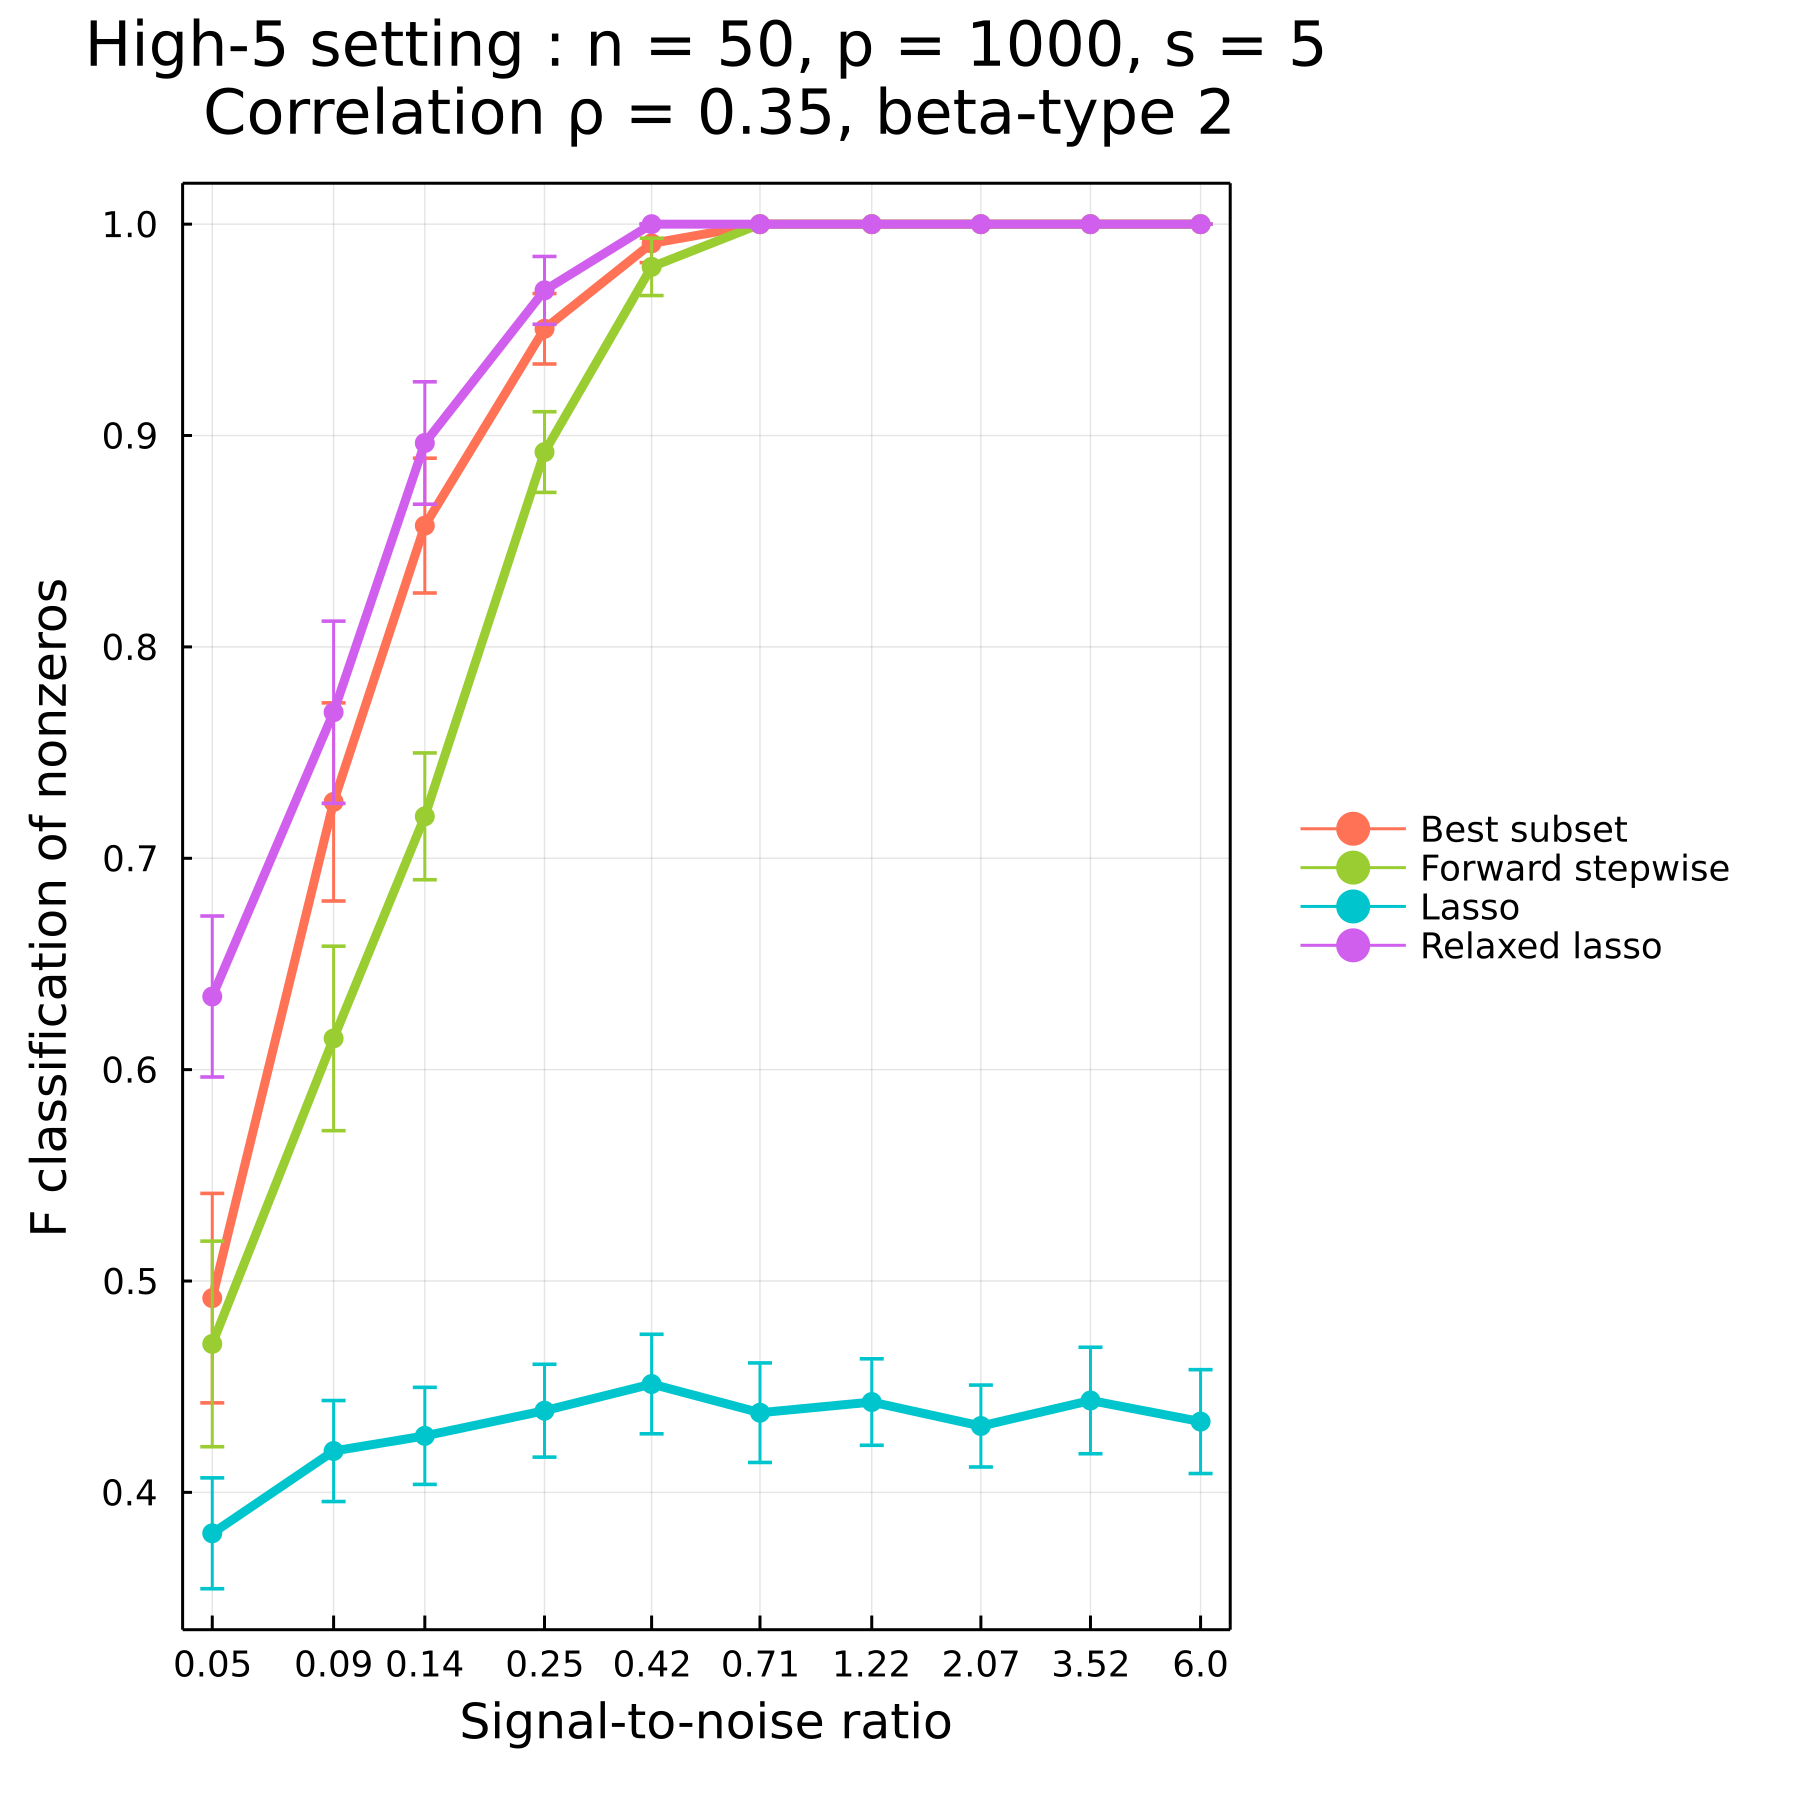 High-5 setting : n = 50, p = 1000, s = 5
Correlation ρ = 0.35, beta-type 2
F classification of nonzeros
1.0
0.9
0.8
0.7
0.6
0.5
0.4
0.05 0.09 0.14 0.25 0.42 0.71 1.22 2.07 3.52 6.0
Signal-to-noise ratio
Best subset
Forward stepwise
Lasso
Relaxed lasso